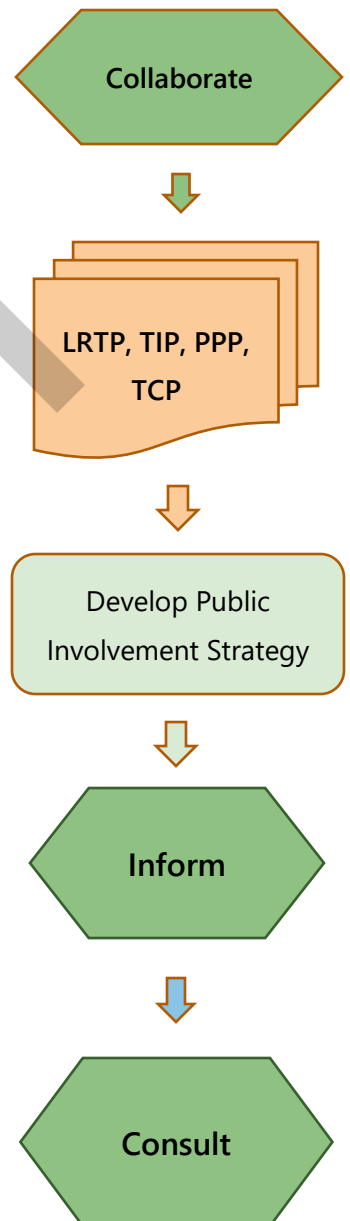 Collaborate
LRTP, TIP, PPP,
TCP
Develop Public
Involvement Strategy
Inform
Consult